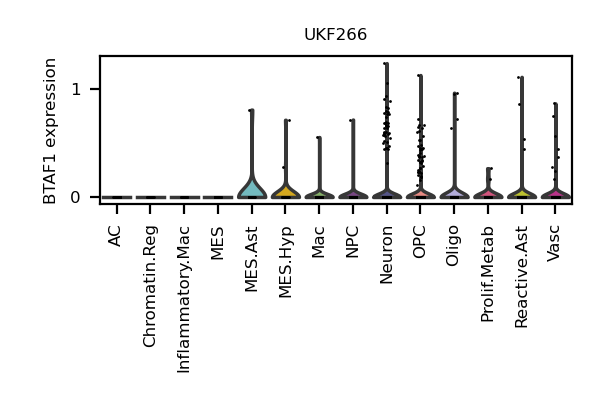 UKF266
BTAF1 expression
1
0
AC
Chromatin.Reg
Inflammatory.Mac
MES
MES.Ast
MES.Hyp
Mac
NPC
Neuron
OPC
Oligo
Prolif.Metab
Reactive.Ast
Vasc